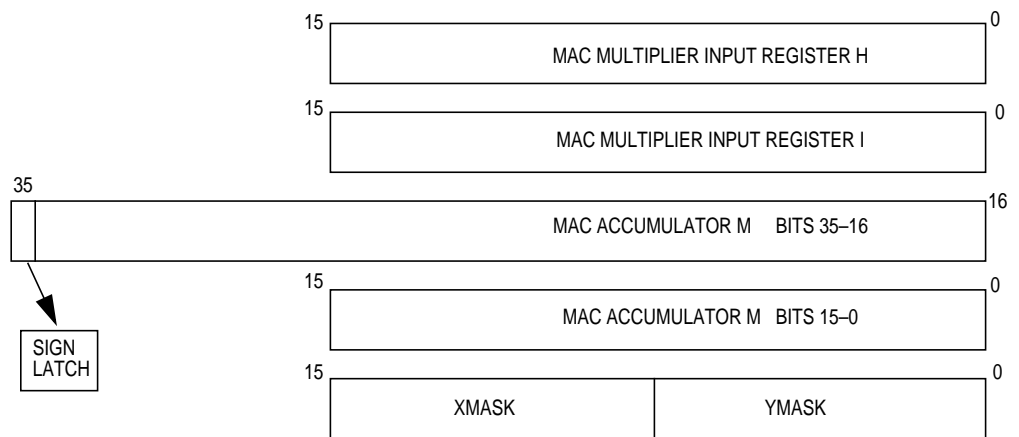 15 0
MAC MULTIPLIER INPUT REGISTER H
15 0
MAC MULTIPLIER INPUT REGISTER I
35 16
MAC ACCUMULATOR M BITS 35–16
15 0
MAC ACCUMULATOR M BITS 15–0
SIGN
LATCH
15 0
XMASK YMASK